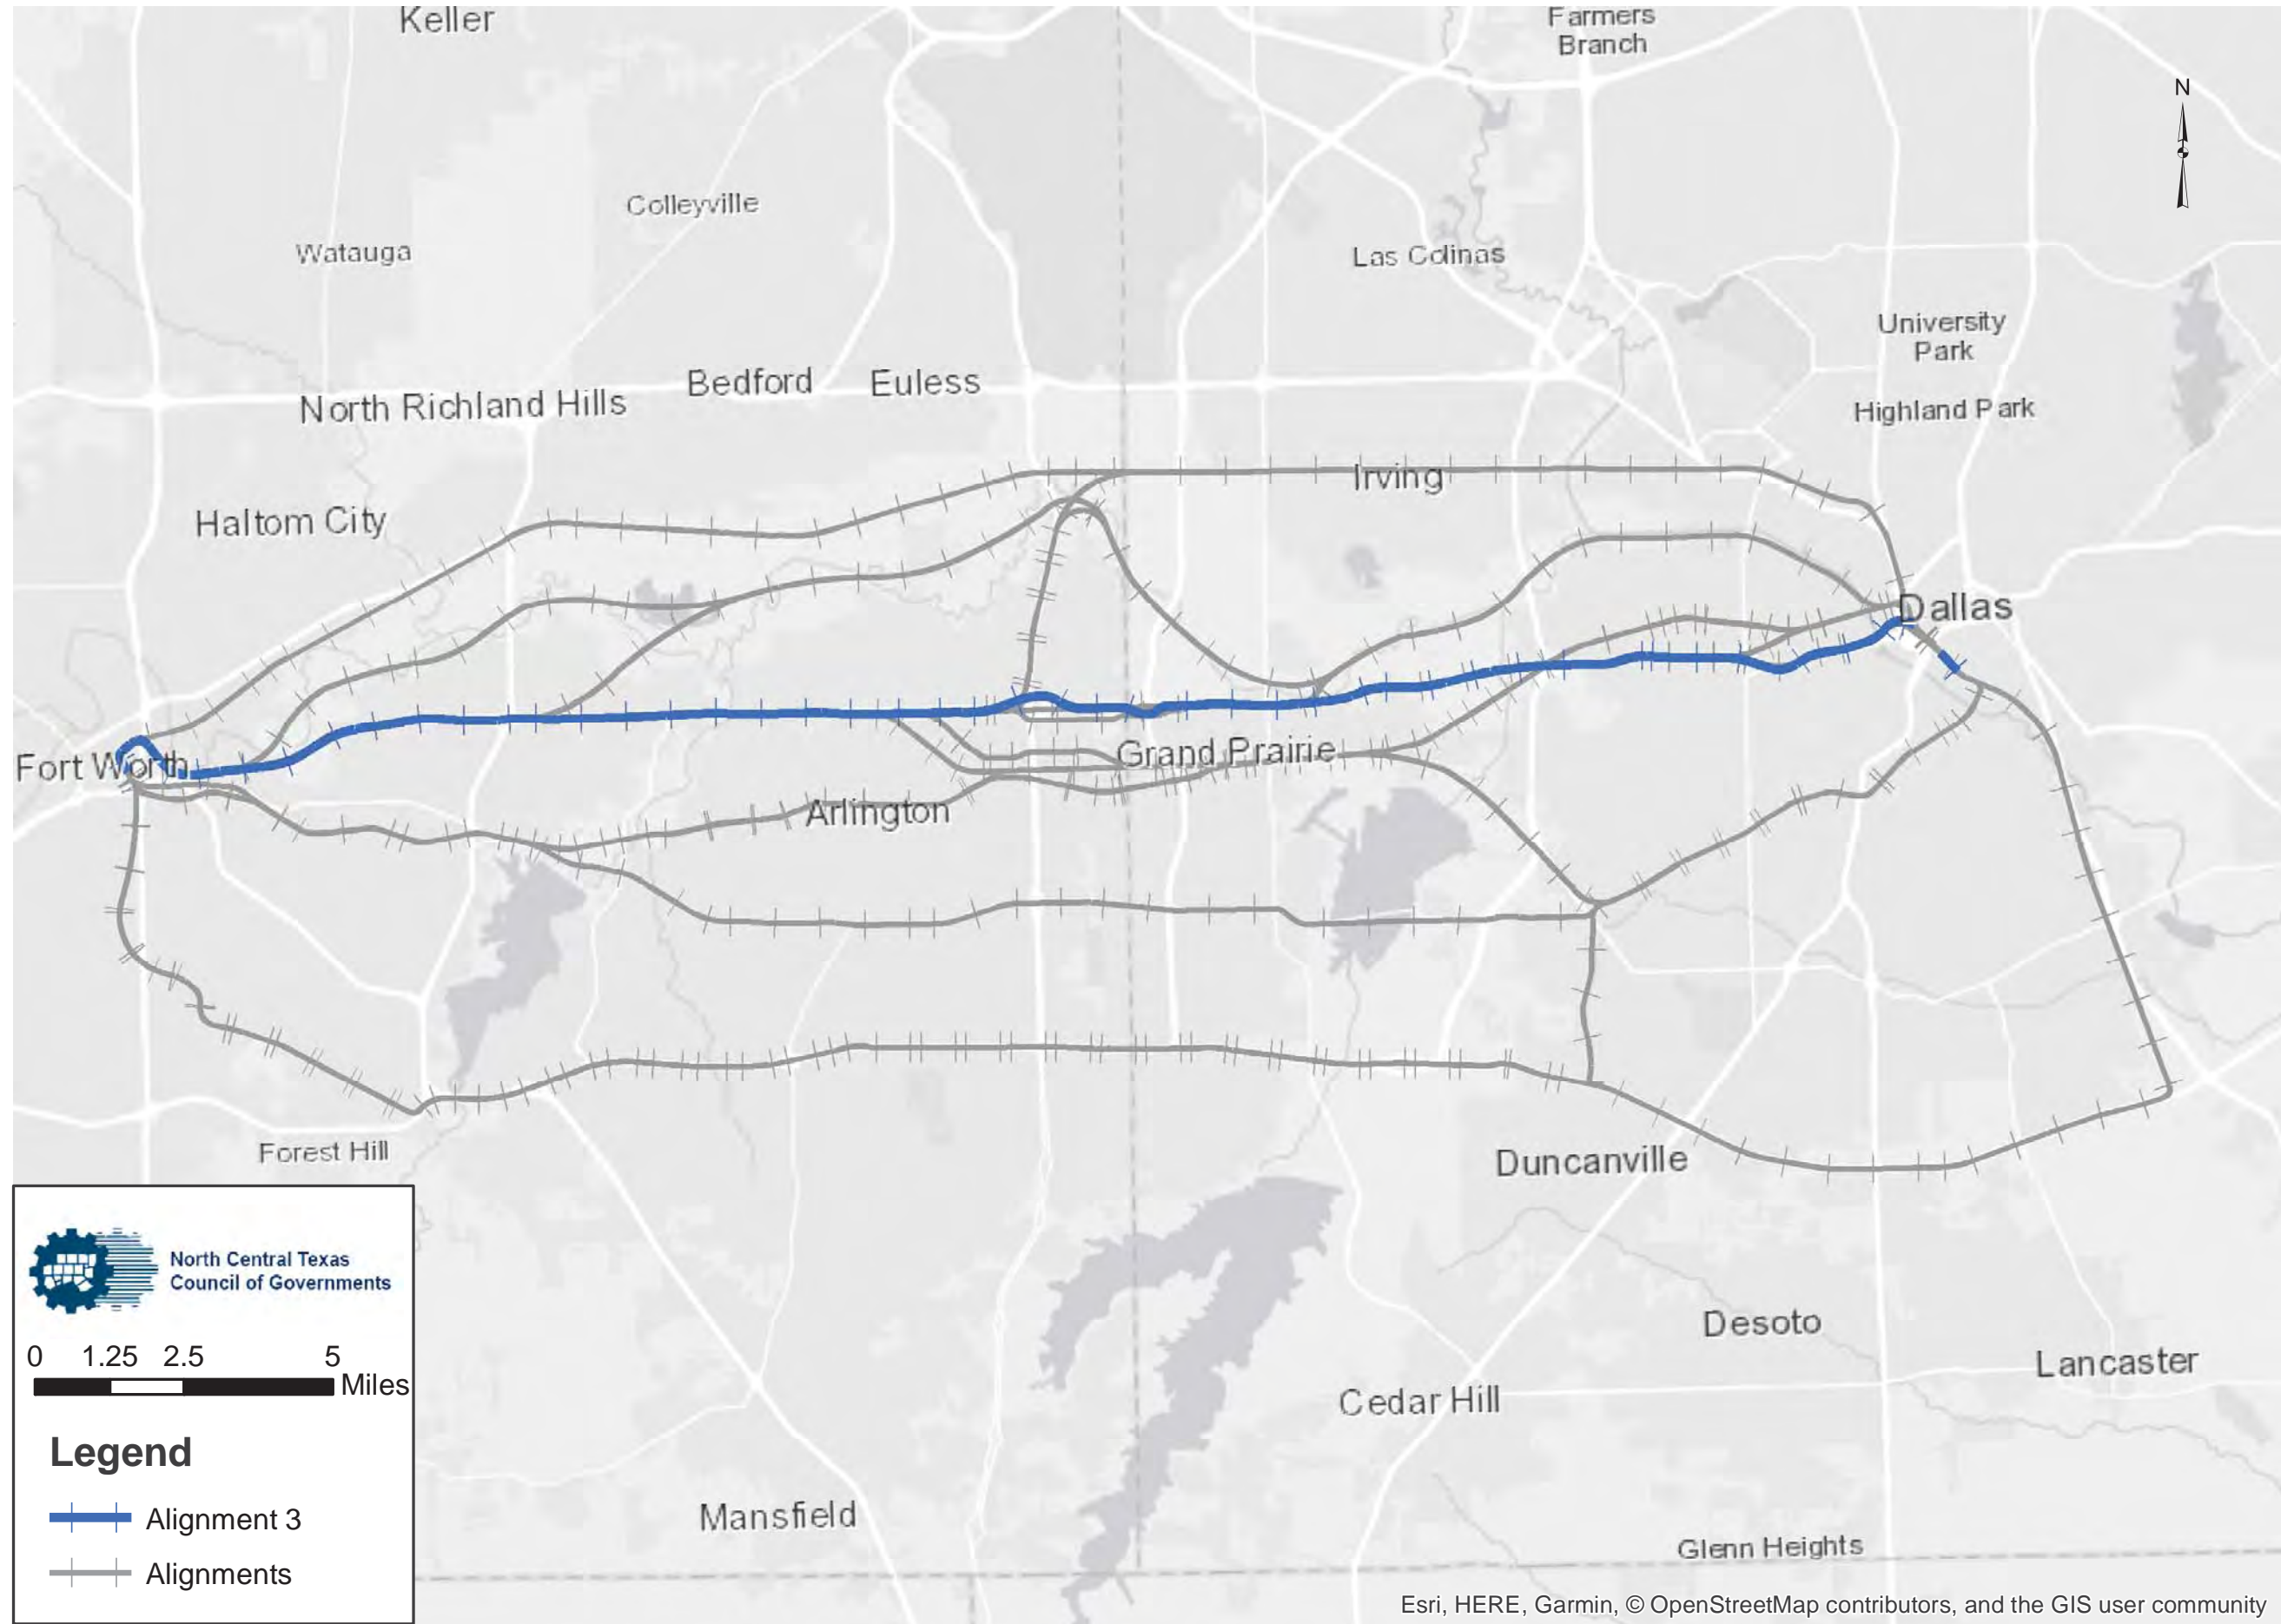 Keller
Farmers
Branch
N
Colleyville
Watauga
Las Colinas
University
Park
Bedford
Euless
North Richland Hills
Highland Park
Irving
Haltom City
Dallas
Grand Prairie
Fort Worth
Arlington
Forest Hill
Duncanville
North Central Texas
Council of Governments
Desoto
Lancaster
0 1.25 2.5 5
Miles
Cedar Hill
Legend
Mansfield
Alignment 3
Glenn Heights
Alignments
Esri, HERE, Garmin, © OpenStreetMap contributors, and the GIS user community